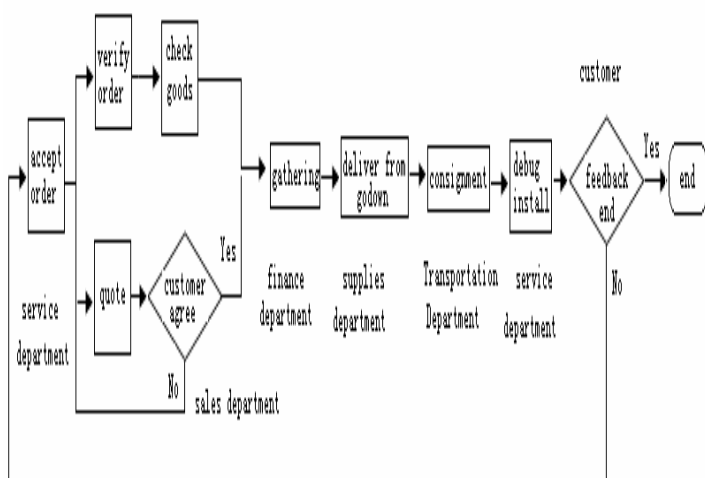 verify
order
check
goods
customer
accept
order
gathering
deliver from
godown
consignment
debug
install
feedback
end
Yes
end
quote
customer
agree
Yes
No
service
department
finance
department
supplies
department
Transportation
Department
service
department
No
sales department